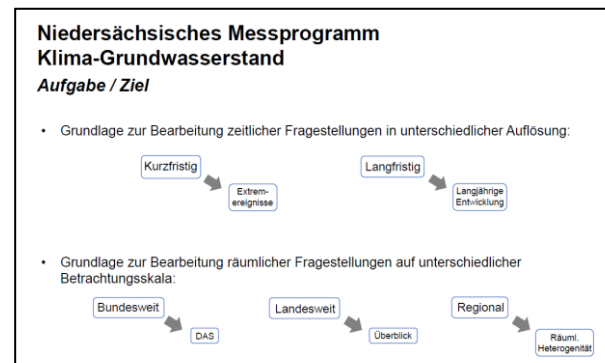 Niedersächsisches Messprogramm
Klima-Grundwasserstand
Aufgabe / Ziel
• Grundlage zur Bearbeitung zeitlicher Fragestellungen in unterschiedlicher Auflösung:
Kurzfristig
Extrem-
ereignisse
Langfristig
Langjährige
Entwicklung
• Grundlage zur Bearbeitung räumlicher Fragestellungen auf unterschiedlicher
Betrachtungsskala:
Bundesweit
DAS
Landesweit
Überblick
Regional
Räuml.
Heterogenität